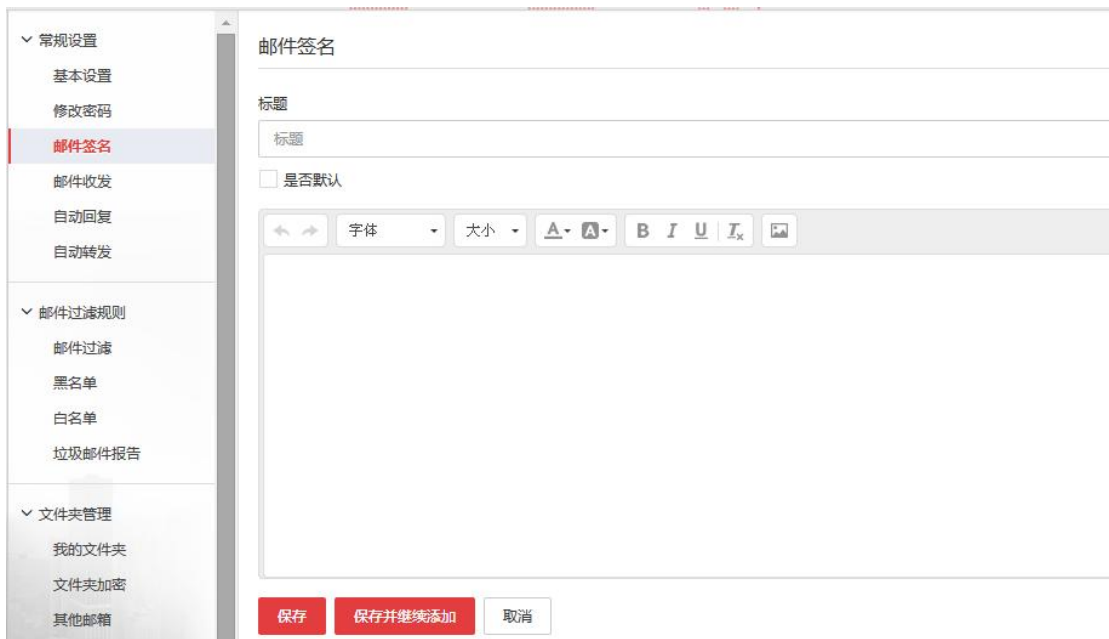 常规设置
基本设置
修改密码
邮件签名
邮件收发
自动回复
自动转发
邮件过滤规则
邮件过滤
黑名单
白名单
垃圾邮件报告
文件夹管理
我的文件夹
文件夹加密
其他邮箱
邮件签名
标题
标题
是否默认
字体 大小 A A B I U Tx
保存 保存并继续添加 取消